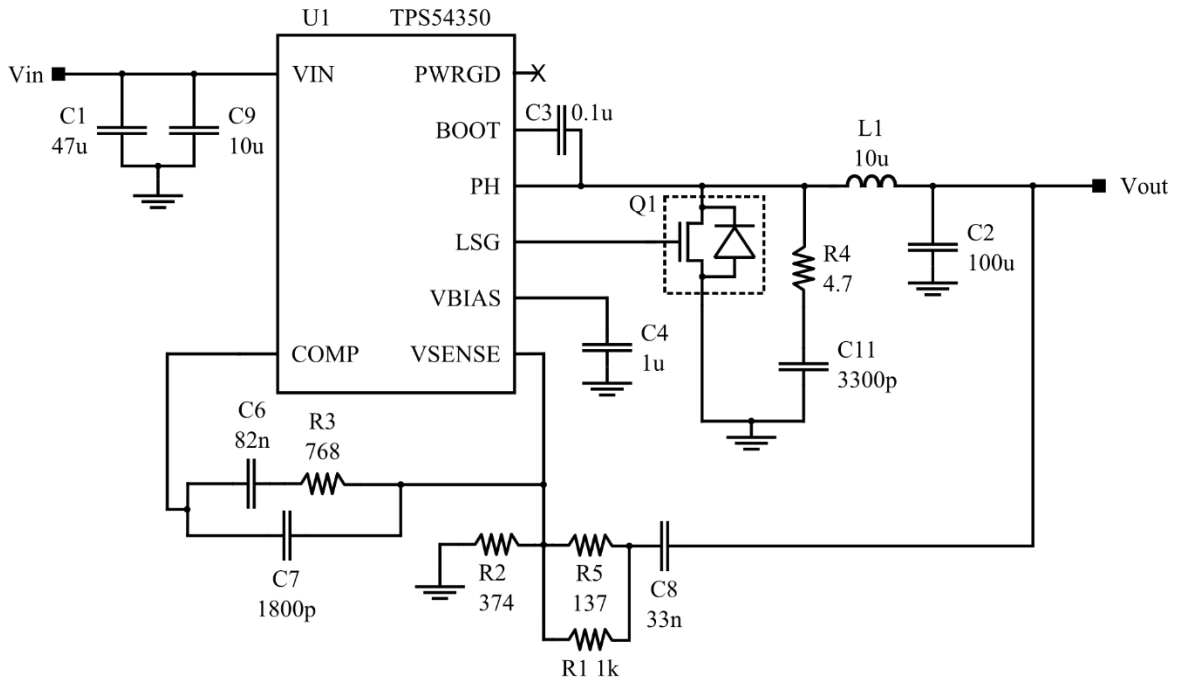 U1 TPS54350
Vin
VIN
PWRGD
C1
47u
C9
10u
C3 0.1u
BOOT
L1
10u
PH
Vout
Q1
LSG
C2
100u
R4
4.7
VBIAS
C4
1u
COMP
VSENSE
C11
3300p
C6
82n
R3
768
C7
1800p
R2
374
R5
137
C8
33n
R1 1k